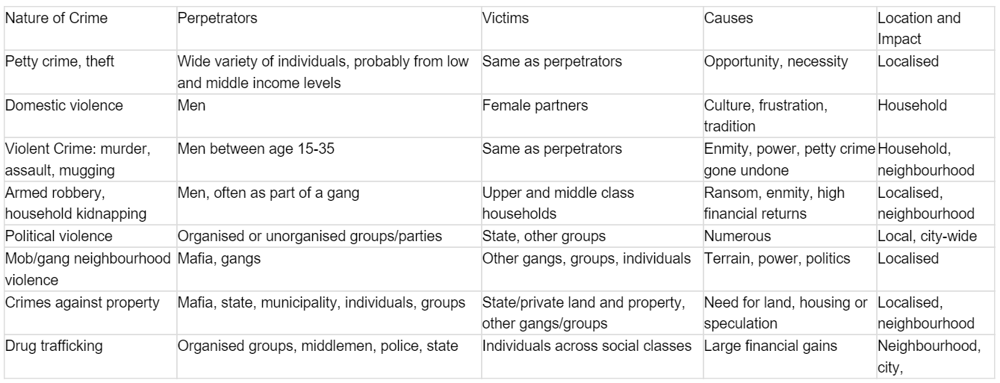 Nature of Crime Perpetrators Victims Causes Location and
Impact
Petty crime, theft Wide variety of individuals, probably from low Same as perpetrators Opportunity, necessity Localised
and middle income levels
Domestic violence Men Female partners Culture, frustration, Household
tradition
Violent Crime: murder, Men between age 15-35 Same as perpetrators Enmity, power, petty crime Household,
assault, mugging gone undone neighbourhood
Armed robbery, Men, often as part of a gang Upper and middle class Ransom, enmity, high Localised,
household kidnapping households financial returns neighbourhood
Political violence Organised or unorganised groups/parties State, other groups Numerous Local, city-wide
Mob/gang neighbourhood Mafia, gangs Other gangs, groups, individuals Terrain, power, politics Localised
violence
Crimes against property Mafia, state, municipality, individuals, groups State/private land and property, Need for land, housing or Localised,
other gangs/groups speculation neighbourhood
Drug trafficking Organised groups, middlemen, police, state Individuals across social classes Large financial gains Neighbourhood,
city,